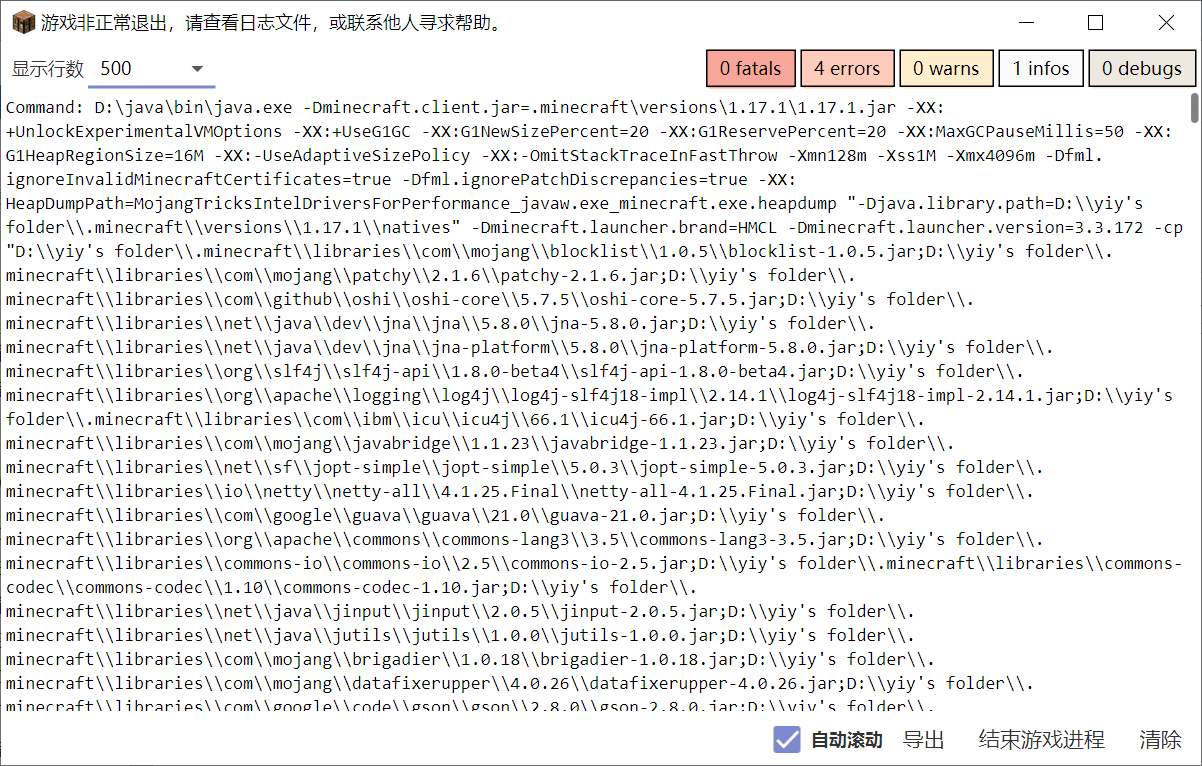 游戏非正常退出，请查看日志文件，或联系他人寻求帮助。
显示行数 500 0 fatals 4 errors 0 warns 1 infos 0 debugs
Command: D:\java\bin\java.exe -Dminecraft.client.jar=.minecraft\versions\1.17.1\1.17.1.jar -XX:
+UnlockExperimentalVMOptions -XX:+UseG1GC -XX:G1NewSizePercent=20 -XX:G1ReservePercent=20 -XX:MaxGCPauseMillis=50 -XX:
G1HeapRegionSize=16M -XX:-UseAdaptiveSizePolicy -XX:-OmitStackTraceInFastThrow -Xmn128m -Xss1M -Xmx4096m -Dfml.
ignoreInvalidMinecraftCertificates=true -Dfml.ignorePatchDiscrepancies=true -XX:
HeapDumpPath=MojangTricksIntelDriversForPerformance_javaw.exe_minecraft.exe.heapdump "-Djava.library.path=D:\\yiy's
folder\\.minecraft\\versions\\1.17.1\\natives" -Dminecraft.launcher.brand=HMCL -Dminecraft.launcher.version=3.3.172 -cp
"D:\\yiy's folder\\.minecraft\\libraries\\com\\mojang\\blocklist\\1.0.5\\blocklist-1.0.5.jar;D:\\yiy's folder\\.
minecraft\\libraries\\com\\mojang\\patchy\\2.1.6\\patchy-2.1.6.jar;D:\\yiy's folder\\.
minecraft\\libraries\\com\\github\\oshi\\oshi-core\\5.7.5\\oshi-core-5.7.5.jar;D:\\yiy's folder\\.
minecraft\\libraries\\net\\java\\dev\\jna\\jna\\5.8.0\\jna-5.8.0.jar;D:\\yiy's folder\\.
minecraft\\libraries\\net\\java\\dev\\jna\\jna-platform\\5.8.0\\jna-platform-5.8.0.jar;D:\\yiy's folder\\.
minecraft\\libraries\\org\\slf4j\\slf4j-api\\1.8.0-beta4\\slf4j-api-1.8.0-beta4.jar;D:\\yiy's folder\\.
minecraft\\libraries\\org\\apache\\logging\\log4j\\log4j-slf4j18-impl\\2.14.1\\log4j-slf4j18-impl-2.14.1.jar;D:\\yiy's
folder\\.minecraft\\libraries\\com\\ibm\\icu\\icu4j\\66.1\\icu4j-66.1.jar;D:\\yiy's folder\\.
minecraft\\libraries\\com\\mojang\\javabridge\\1.1.23\\javabridge-1.1.23.jar;D:\\yiy's folder\\.
minecraft\\libraries\\net\\sf\\jopt-simple\\jopt-simple\\5.0.3\\jopt-simple-5.0.3.jar;D:\\yiy's folder\\.
minecraft\\libraries\\io\\netty\\netty-all\\4.1.25.Final\\netty-all-4.1.25.Final.jar;D:\\yiy's folder\\.
minecraft\\libraries\\com\\google\\guava\\guava\\21.0\\guava-21.0.jar;D:\\yiy's folder\\.
minecraft\\libraries\\org\\apache\\commons\\commons-lang3\\3.5\\commons-lang3-3.5.jar;D:\\yiy's folder\\.
minecraft\\libraries\\commons-io\\commons-io\\2.5\\commons-io-2.5.jar;D:\\yiy's folder\\.minecraft\\libraries\\commons-
codec\\commons-codec\\1.10\\commons-codec-1.10.jar;D:\\yiy's folder\\.
minecraft\\libraries\\net\\java\\jinput\\jinput\\2.0.5\\jinput-2.0.5.jar;D:\\yiy's folder\\.
minecraft\\libraries\\net\\java\\jutils\\jutils\\1.0.0\\jutils-1.0.0.jar;D:\\yiy's folder\\.
minecraft\\libraries\\com\\mojang\\brigadier\\1.0.18\\brigadier-1.0.18.jar;D:\\yiy's folder\\.
minecraft\\libraries\\com\\mojang\\datafixerupper\\4.0.26\\datafixerupper-4.0.26.jar;D:\\yiy's folder\\.
minecraft\\libraries\\com\\google\\code\\gson\\gson\\2.8.0\\gson-2.8.0.jar;D:\\yiy's folder\\.
自动滚动 导出 结束游戏进程 清除